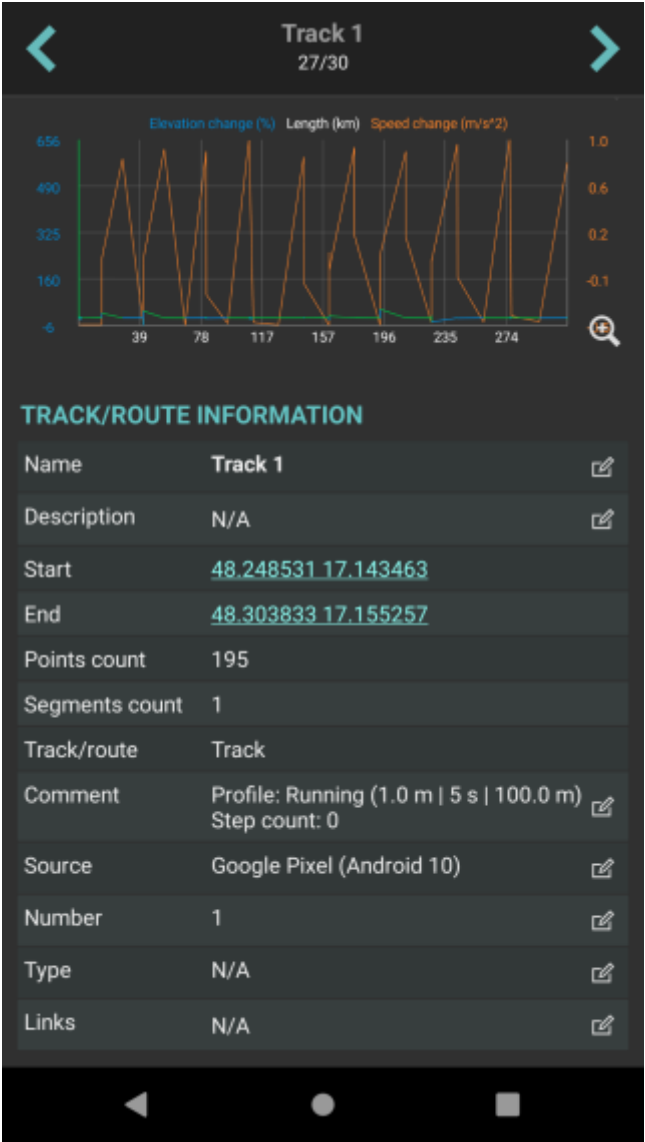 Track 1
27/30
Elevation change (%) Length (km) Speed change (m/s^2)
656 1.0
490 0.6
325 0.2
160 -0.1
-6
39 78 117 157 196 235 274
TRACK/ROUTE INFORMATION
Name Track 1
Description N/A
Start 48.248531 17.143463
End 48.303833 17.155257
Points count 195
Segments count 1
Track/route Track
Comment Profile: Running (1.0 m | 5 s | 100.0 m)
Step count: 0
Source Google Pixel (Android 10)
Number 1
Type N/A
Links N/A